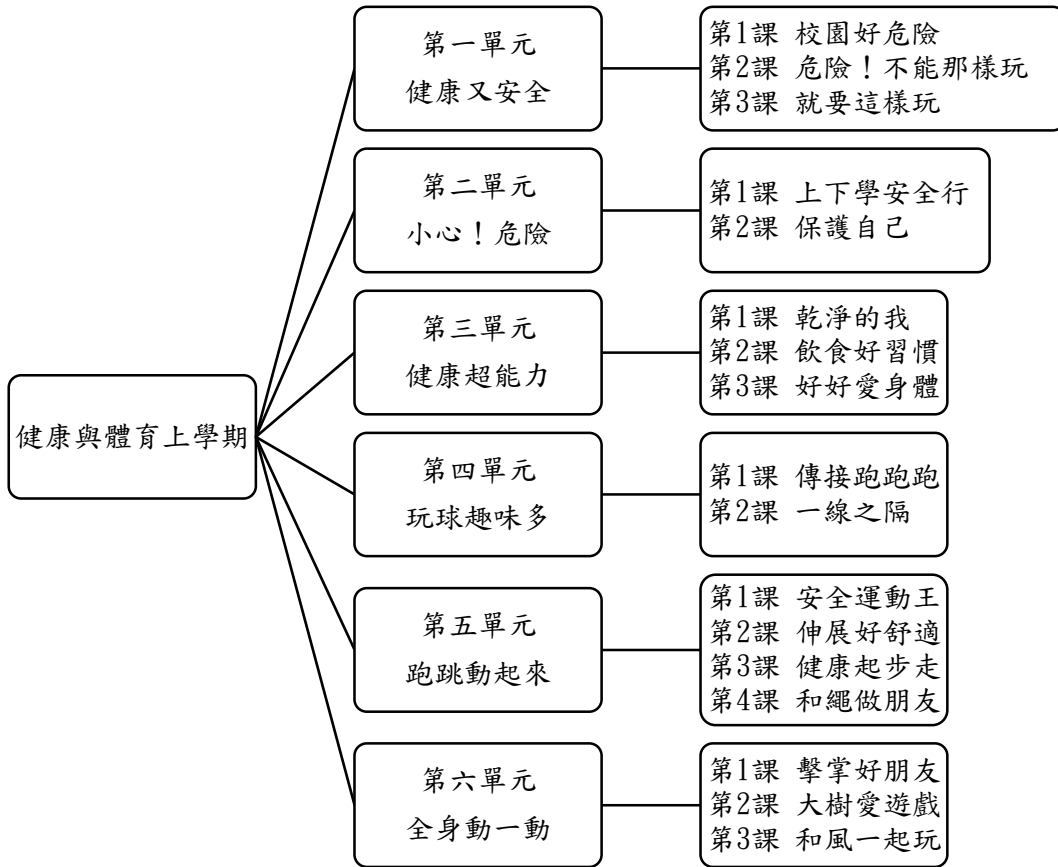 健康與體育上學期
第一單元
健康又安全
第1課 校園好危險
第2課 危險！不能那樣玩
第3課 就要這樣玩
第二單元
小心！危險
第1課 上下學安全行
第2課 保護自己
第三單元
健康超能力
第1課 乾淨的我
第2課 飲食好習慣
第3課 好好愛身體
第四單元
玩球趣味多
第1課 傳接跑跑跑
第2課 一線之隔
第五單元
跑跳動起來
第1課 安全運動王
第2課 伸展好舒適
第3課 健康起步走
第4課 和繩做朋友
第六單元
全身動一動
第1課 擊掌好朋友
第2課 大樹愛遊戲
第3課 和風一起玩